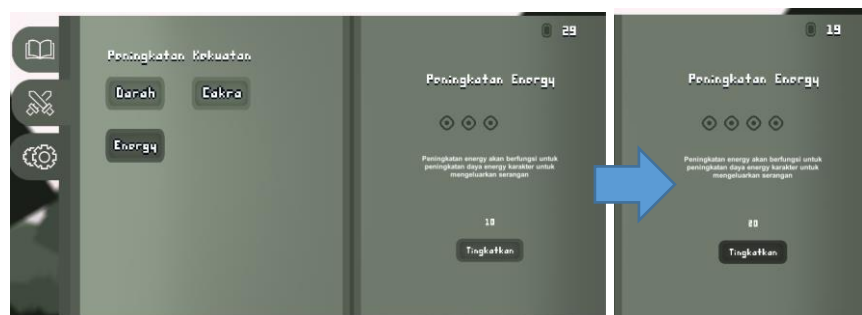 29
Peningkatan Kekuatan
Darah
Cakra
Energy
Peningkatan Energy
Peningkatan energy akan berfungsi untuk
peningkatan daya energy karakter untuk
mengeluarkan serangan
10
Tingkatkan
19
Peningkatan Energy
Peningkatan energy akan berfungsi untuk
peningkatan daya energy karakter untuk
mengeluarkan serangan
20
Tingkatkan